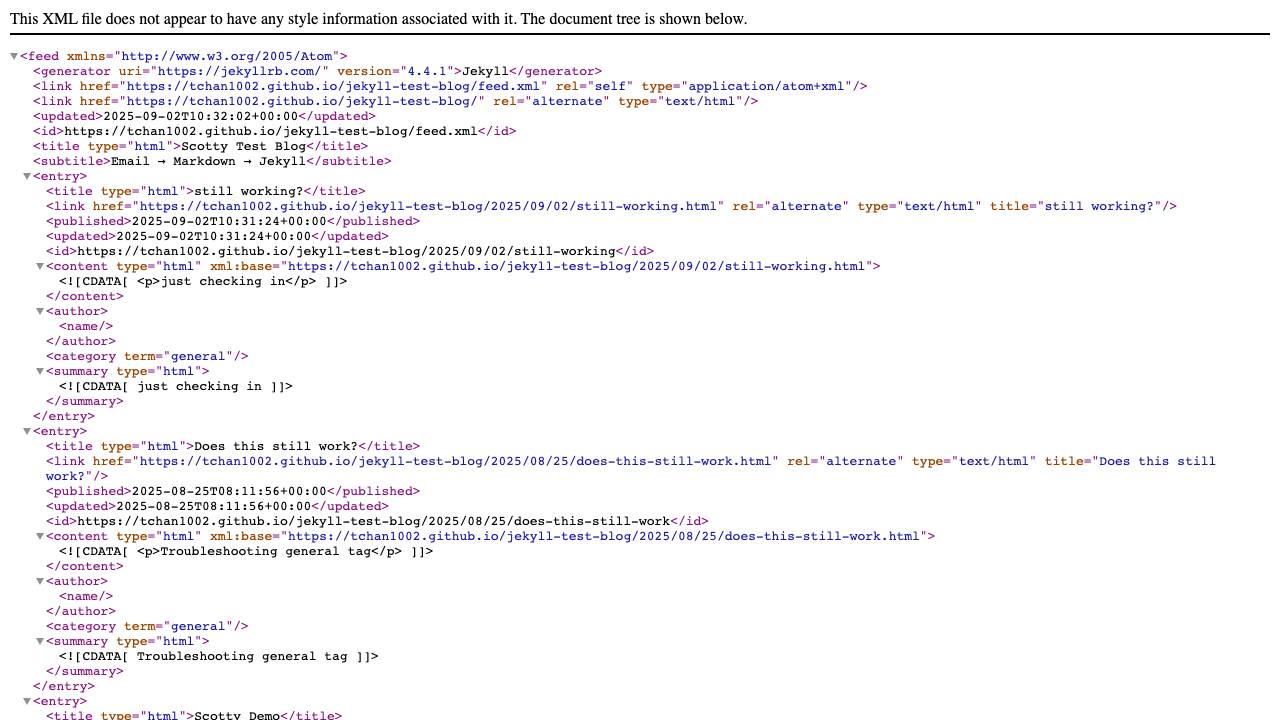 This XML file does not appear to have any style information associated with it. The document tree is shown below.
▼<feed xmlns="http://www.w3.org/2005/Atom">
<generator uri="https://jekyllrb.com/" version="4.4.1">Jekyll</generator>
<link href="https://tchan1002.github.io/jekyll-test-blog/feed.xml" rel="self" type="application/atom+xml"/>
<link href="https://tchan1002.github.io/jekyll-test-blog/" rel="alternate" type="text/html"/>
<updated>2025-09-02T10:32:02+00:00</updated>
<id>https://tchan1002.github.io/jekyll-test-blog/feed.xml</id>
<title type="html">Scotty Test Blog</title>
<subtitle>Email → Markdown → Jekyll</subtitle>
▼<entry>
<title type="html">still working?</title>
<link href="https://tchan1002.github.io/jekyll-test-blog/2025/09/02/still-working.html" rel="alternate" type="text/html" title="still working?"/>
<published>2025-09-02T10:31:24+00:00</published>
<updated>2025-09-02T10:31:24+00:00</updated>
<id>https://tchan1002.github.io/jekyll-test-blog/2025/09/02/still-working</id>
▼<content type="html" xml:base="https://tchan1002.github.io/jekyll-test-blog/2025/09/02/still-working.html">
<![CDATA[ <p>just checking in</p> ]]>
</content>
▼<author>
<name/>
</author>
<category term="general"/>
▼<summary type="html">
<![CDATA[ just checking in ]]>
</summary>
</entry>
▼<entry>
<title type="html">Does this still work?</title>
<link href="https://tchan1002.github.io/jekyll-test-blog/2025/08/25/does-this-still-work.html" rel="alternate" type="text/html" title="Does this still
work?"/>
<published>2025-08-25T08:11:56+00:00</published>
<updated>2025-08-25T08:11:56+00:00</updated>
<id>https://tchan1002.github.io/jekyll-test-blog/2025/08/25/does-this-still-work</id>
▼<content type="html" xml:base="https://tchan1002.github.io/jekyll-test-blog/2025/08/25/does-this-still-work.html">
<![CDATA[ <p>Troubleshooting general tag</p> ]]>
</content>
▼<author>
<name/>
</author>
<category term="general"/>
▼<summary type="html">
<![CDATA[ Troubleshooting general tag ]]>
</summary>
</entry>
▼<entry>
<title type="html">Scotty Demo</title>